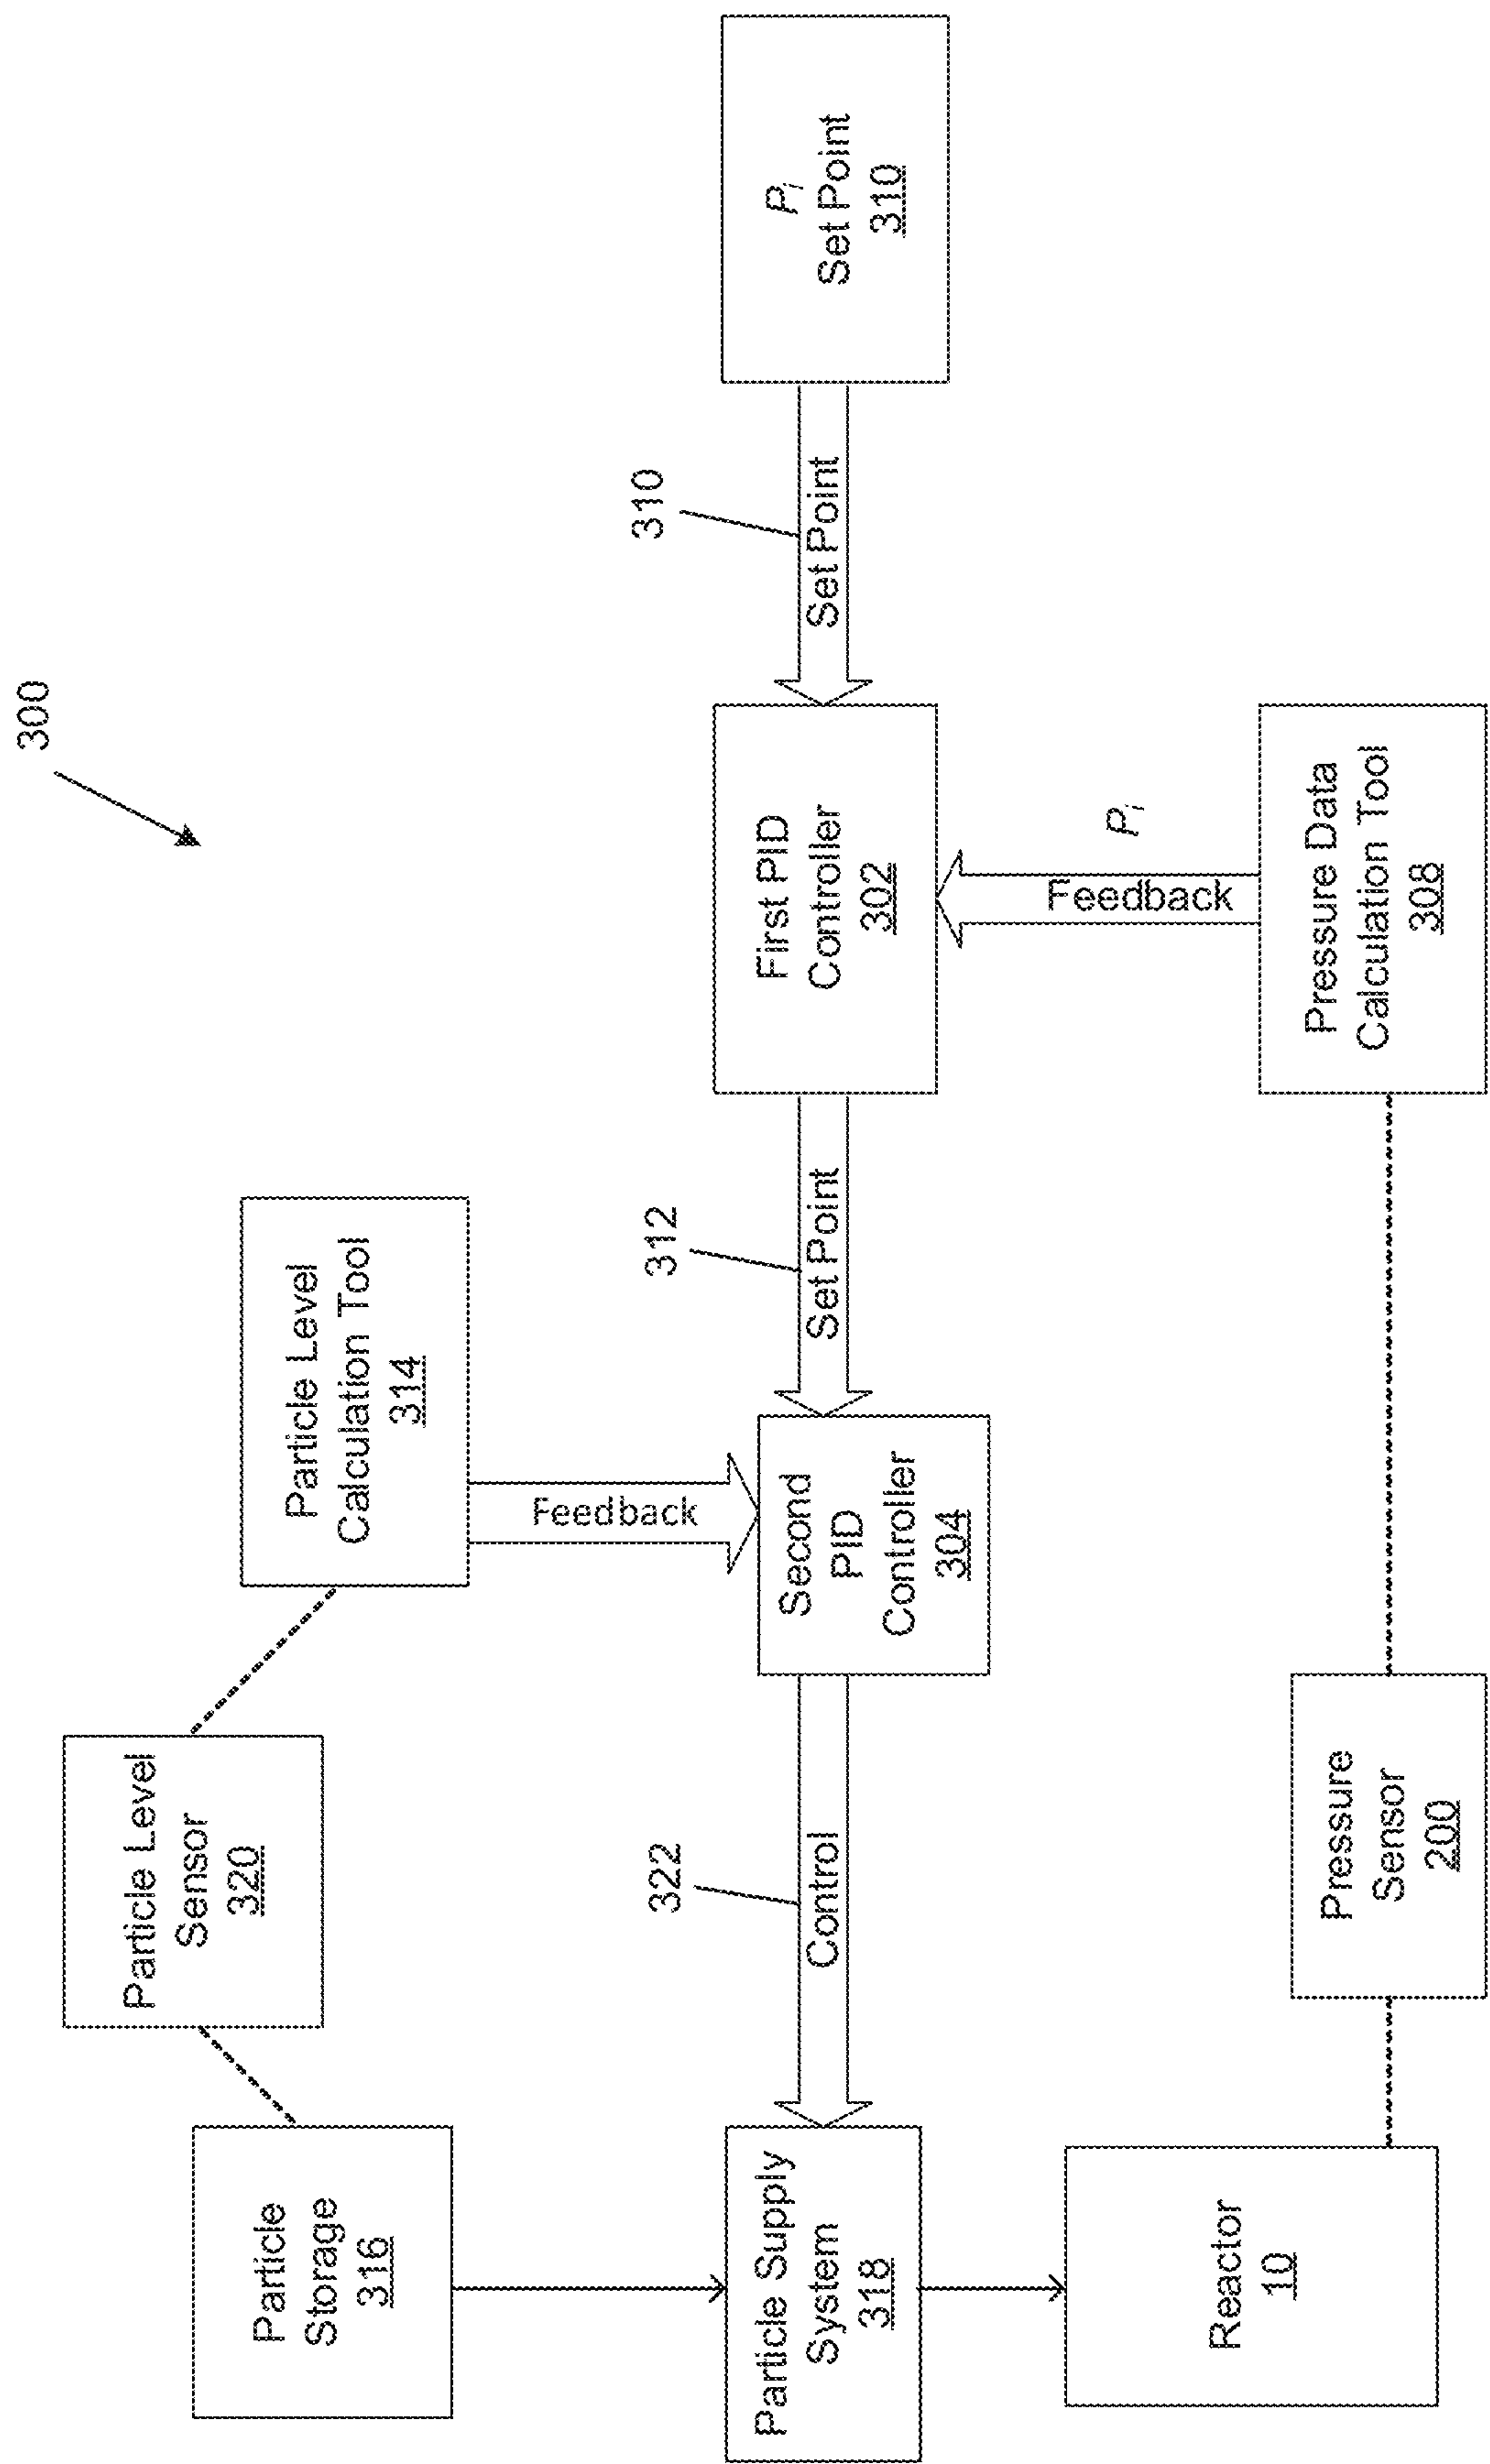 300
Particle
Storage
316
Particle Level
Sensor
320
Particle Level
Calculation Tool
314
Feedback
Particle Supply
System
318
322
Control
Second
PID
Controller
304
312
Set Point
First PID
Controller
302
310
Set Point
Pi
Set Point
310
Feedback
Pi
Reactor
10
Pressure
Sensor
200
Pressure Data
Calculation Tool
308